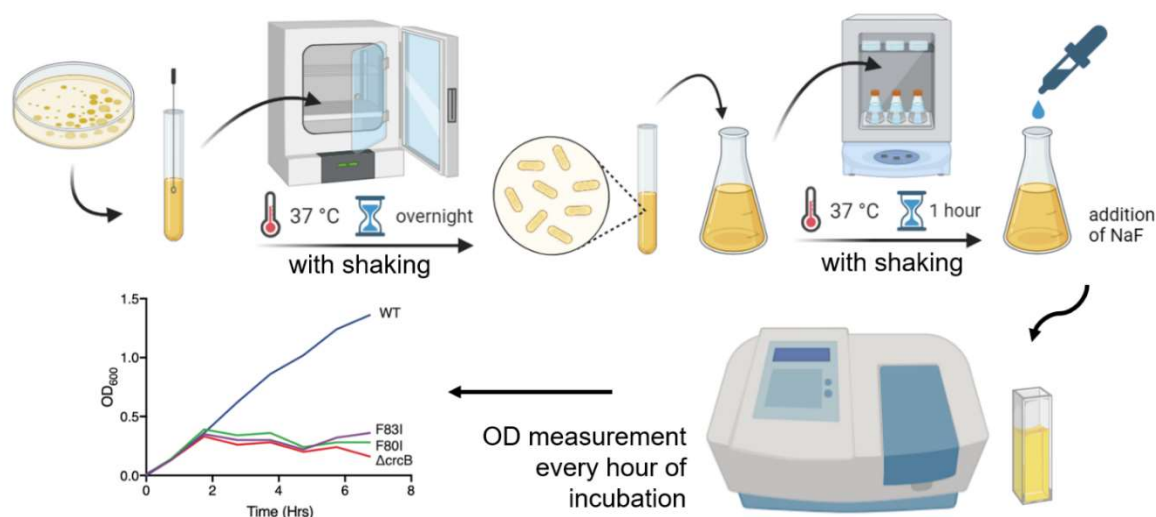 37 °C
overnight
with shaking
37 °C
1 hour
with shaking
addition
of NaF
OD measurement
every hour of
incubation
1.5
1.0
0.5
0.0
OD600
WT
F83I
F80I
ΔcrcB
0
2
4
6
8
Time (Hrs)